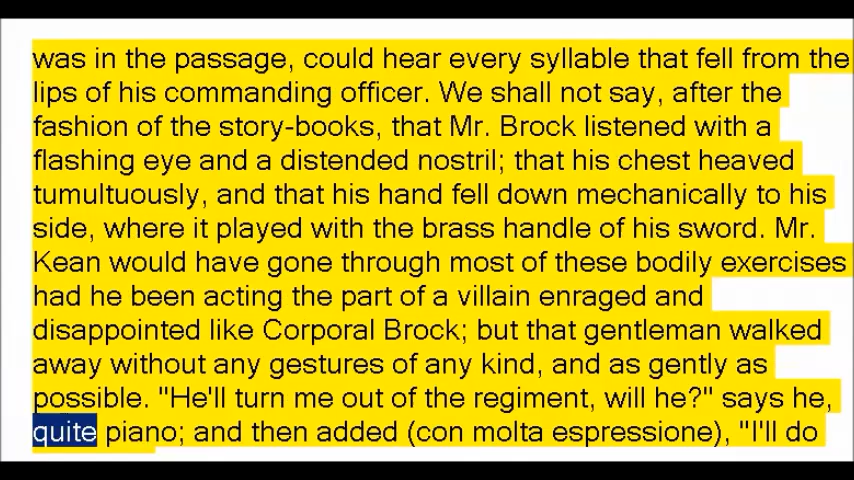 was in the passage, could hear every syllable that fell from the
lips of his commanding officer. We shall not say, after the
fashion of the story-books, that Mr. Brock listened with a
flashing eye and a distended nostril; that his chest heaved
tumultuously, and that his hand fell down mechanically to his
side, where it played with the brass handle of his sword. Mr.
Kean would have gone through most of these bodily exercises
had he been acting the part of a villain enraged and
disappointed like Corporal Brock; but that gentleman walked
away without any gestures of any kind, and as gently as
possible. "He'll turn me out of the regiment, will he?" says he,
quite piano; and then added (con molta espressione), "I'll do